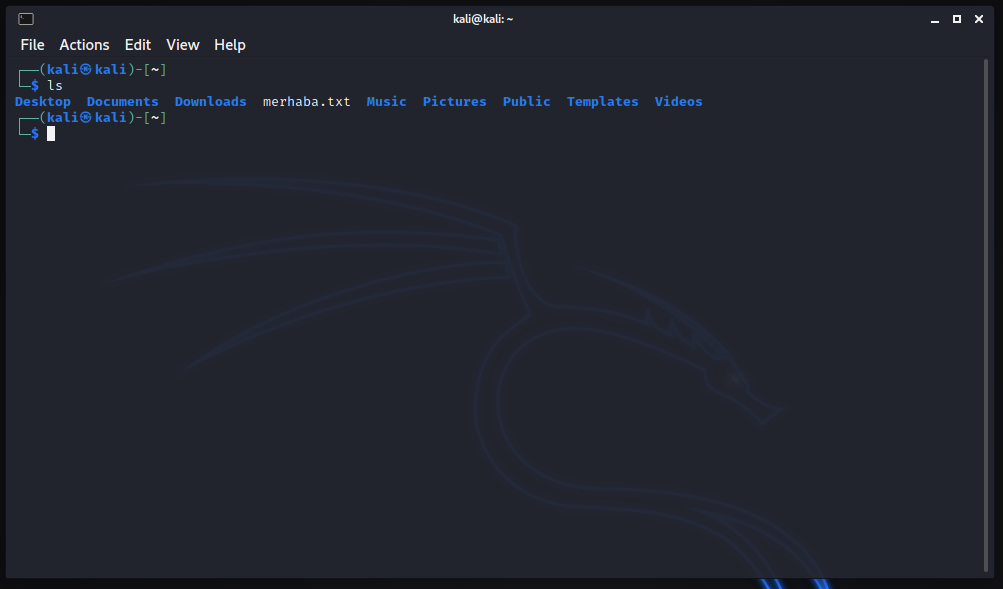 kali@kali: ~
File Actions Edit View Help
┌──(kali㉿kali)-[~]
└─$ ls
Desktop Documents Downloads merhaba.txt Music Pictures Public Templates Videos
┌──(kali㉿kali)-[~]
└─$